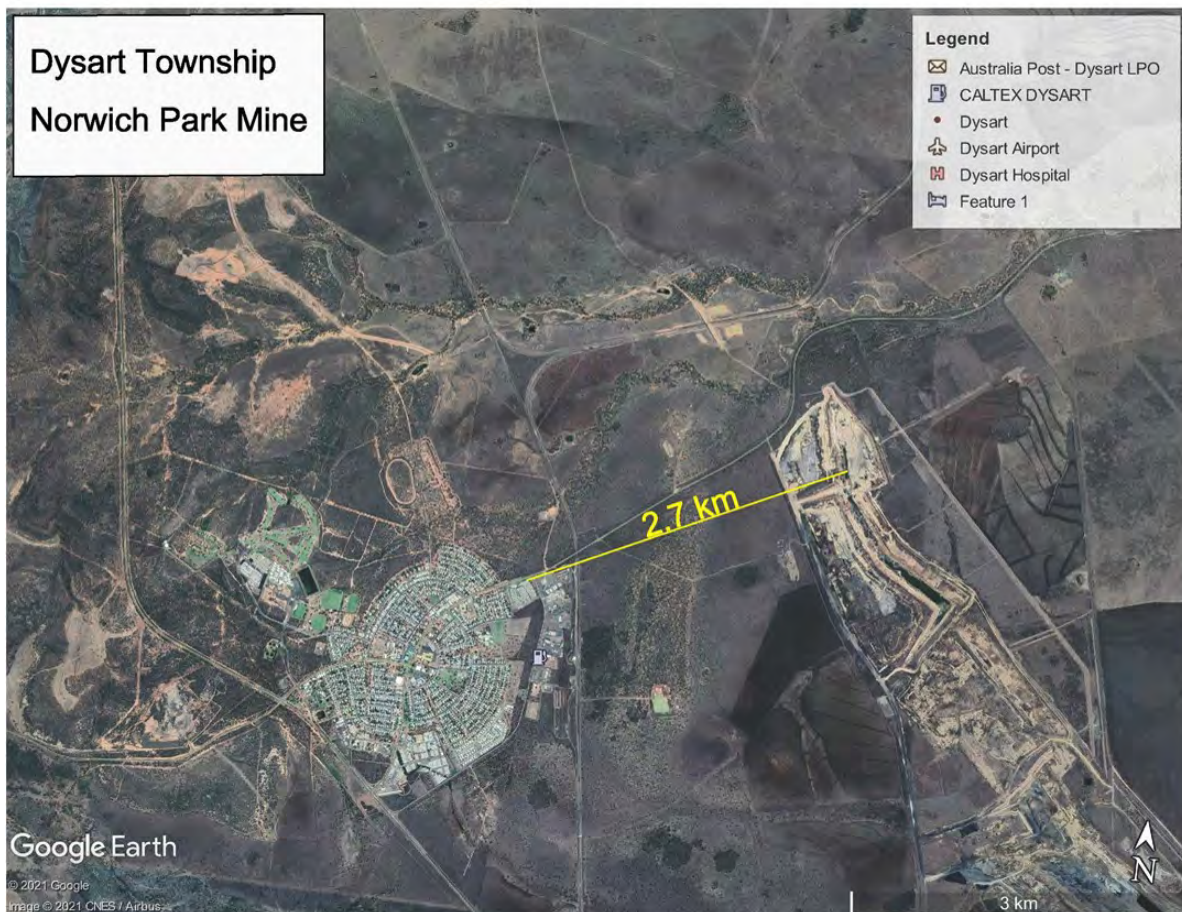 Dysart Township
Norwich Park Mine
Legend
Australia Post - Dysart LPO
CALTEX DYSART
Dysart
Dysart Airport
Dysart Hospital
Feature 1
2.7 km
Google Earth
© 2021 Google
Image © 2021 CNES / Airbus
N
3 km